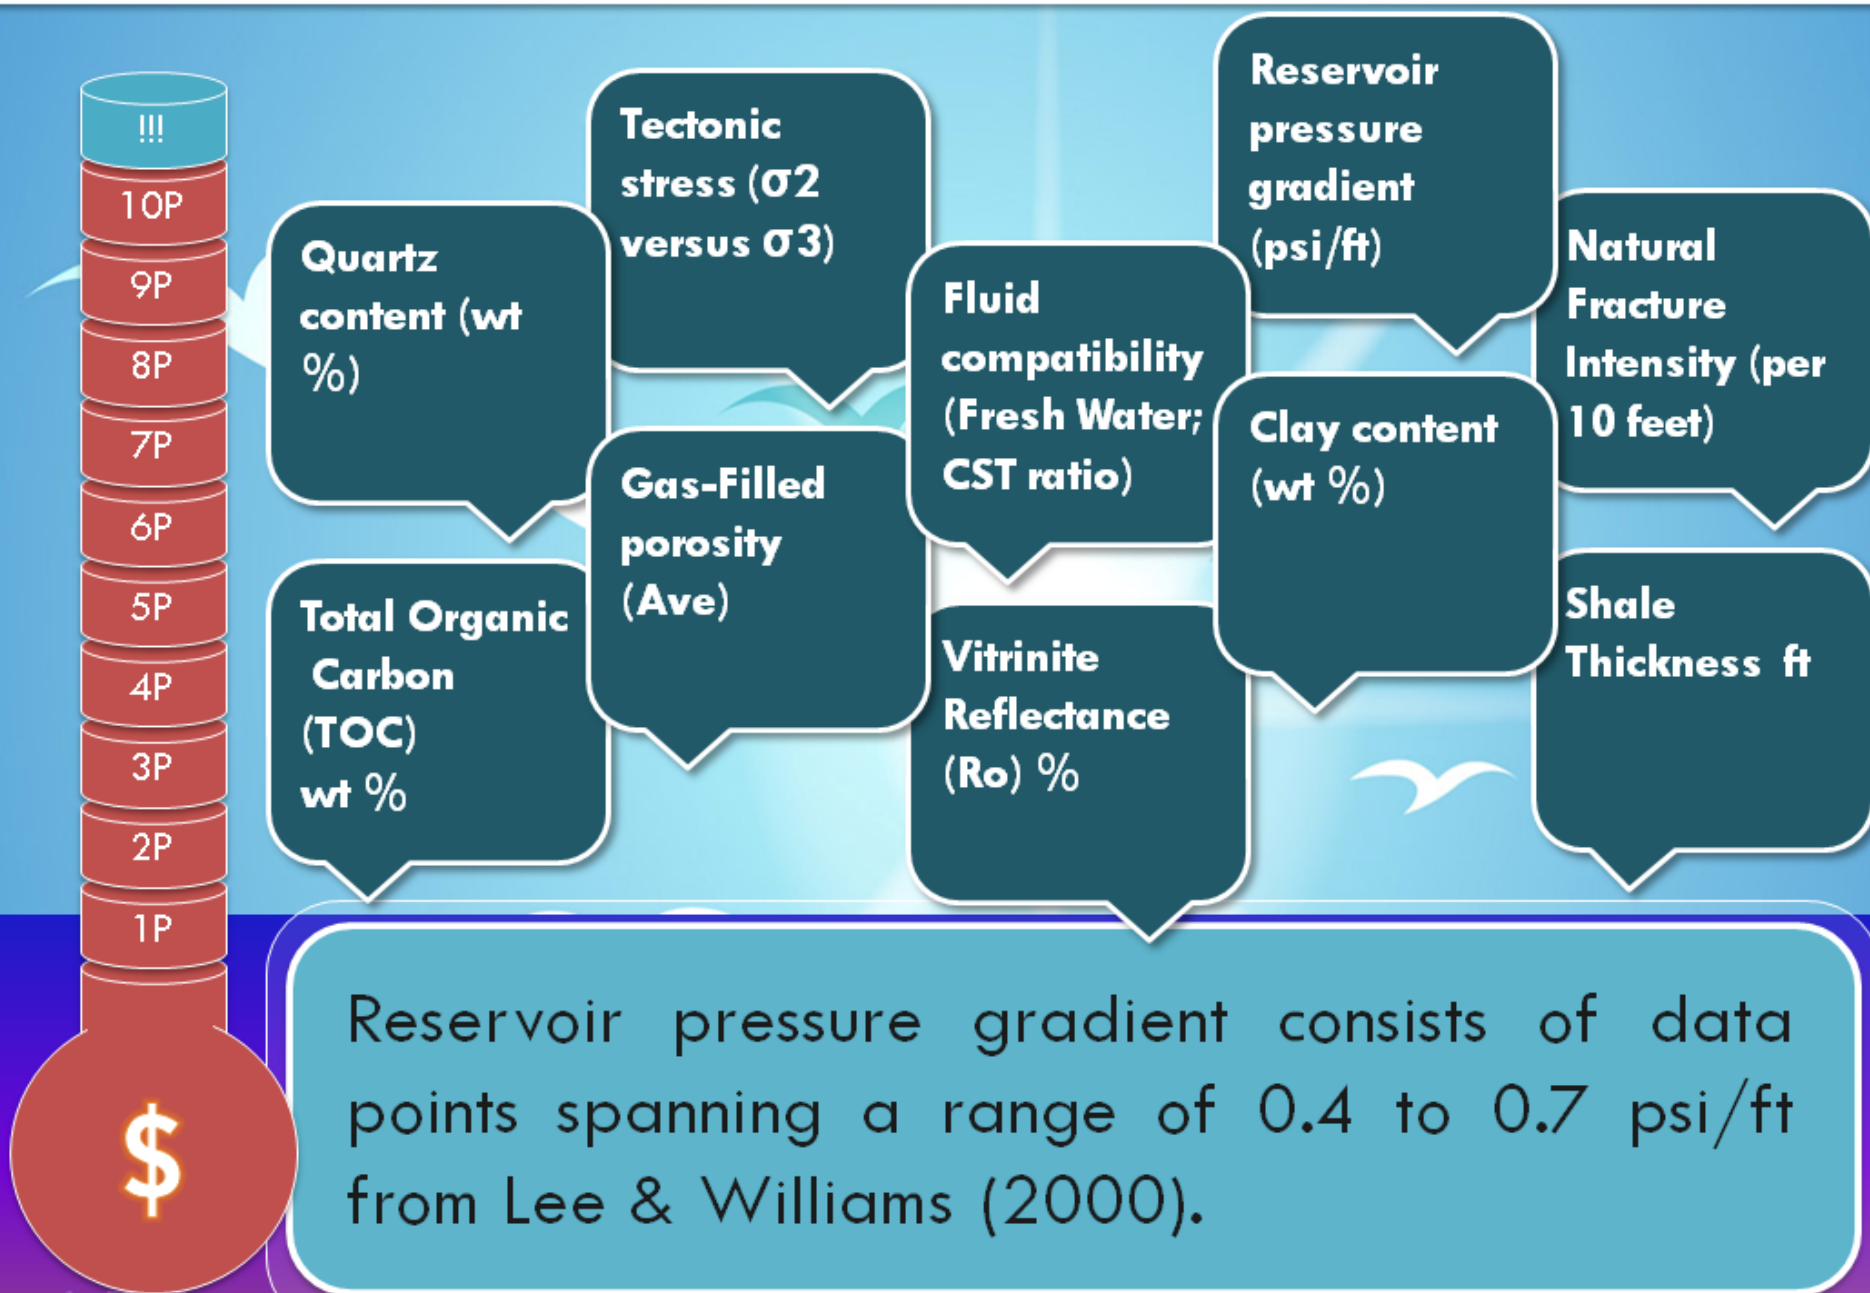 !!!
10P
9P
8P
7P
6P
5P
4P
3P
2P
1P
$
Quartz
content (wt
%)
Tectonic
stress (σ2
versus σ3)
Fluid
compatibility
(Fresh Water;
CST ratio)
Reservoir
pressure
gradient
(psi/ft)
Natural
Fracture
Intensity (per
10 feet)
Total Organic
Carbon
(TOC)
wt %
Gas-Filled
porosity
(Ave)
Vitrinite
Reflectance
(Ro) %
Clay content
(wt %)
Shale
Thickness ft
Reservoir pressure gradient consists of data
points spanning a range of 0.4 to 0.7 psi/ft
from Lee & Williams (2000).